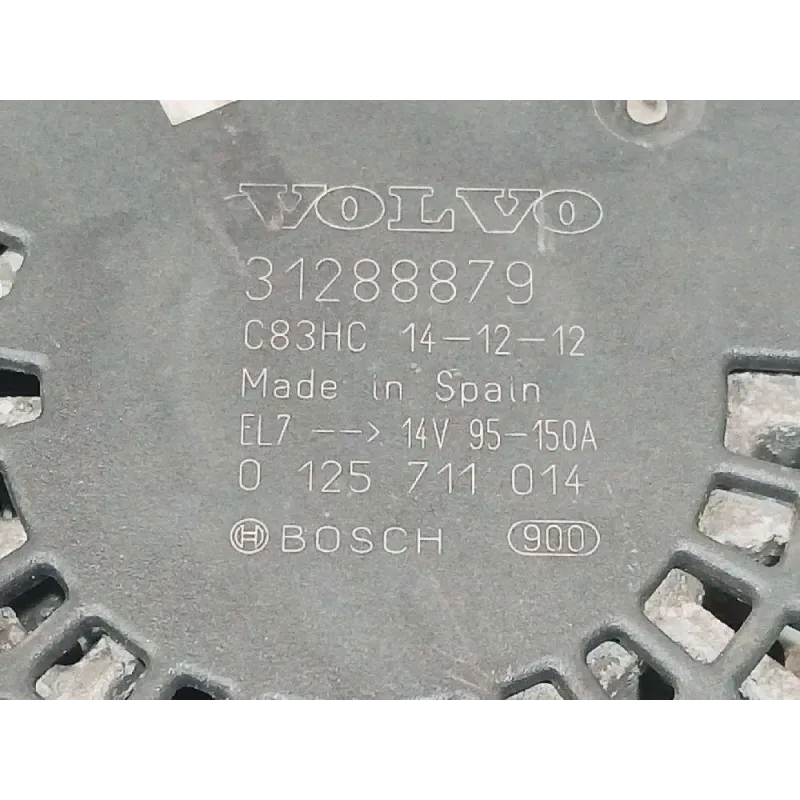 VOLVO
31288879
C83HC 14-12-12
Made in Spain
EL7 --> 14V 95-150A
0 125 711 014
BOSCH 900